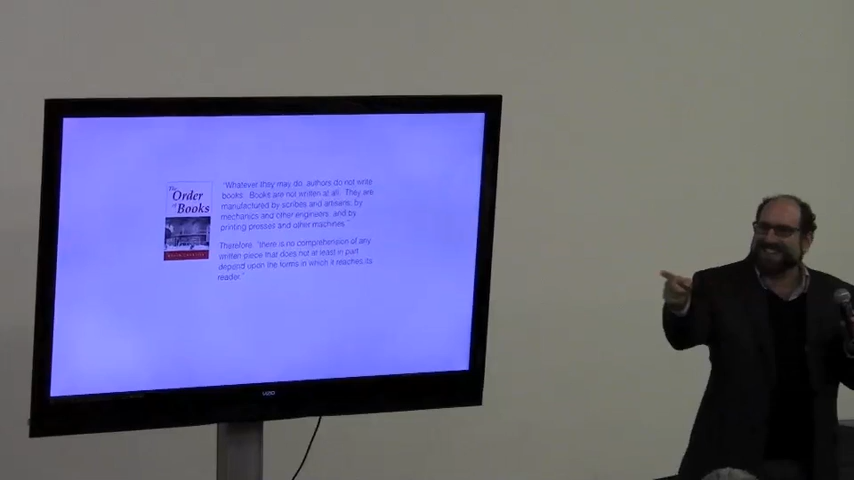 The
Order
of
Books
"Whatever they may do, authors do not write
books. Books are not written at all. They are
manufactured by scribes and artisans, by
mechanics and other engineers, and by
printing presses and other machines."
Therefore, "there is no comprehension of any
written piece that does not at least in part
depend upon the forms in which it reaches its
reader."
VIZIO